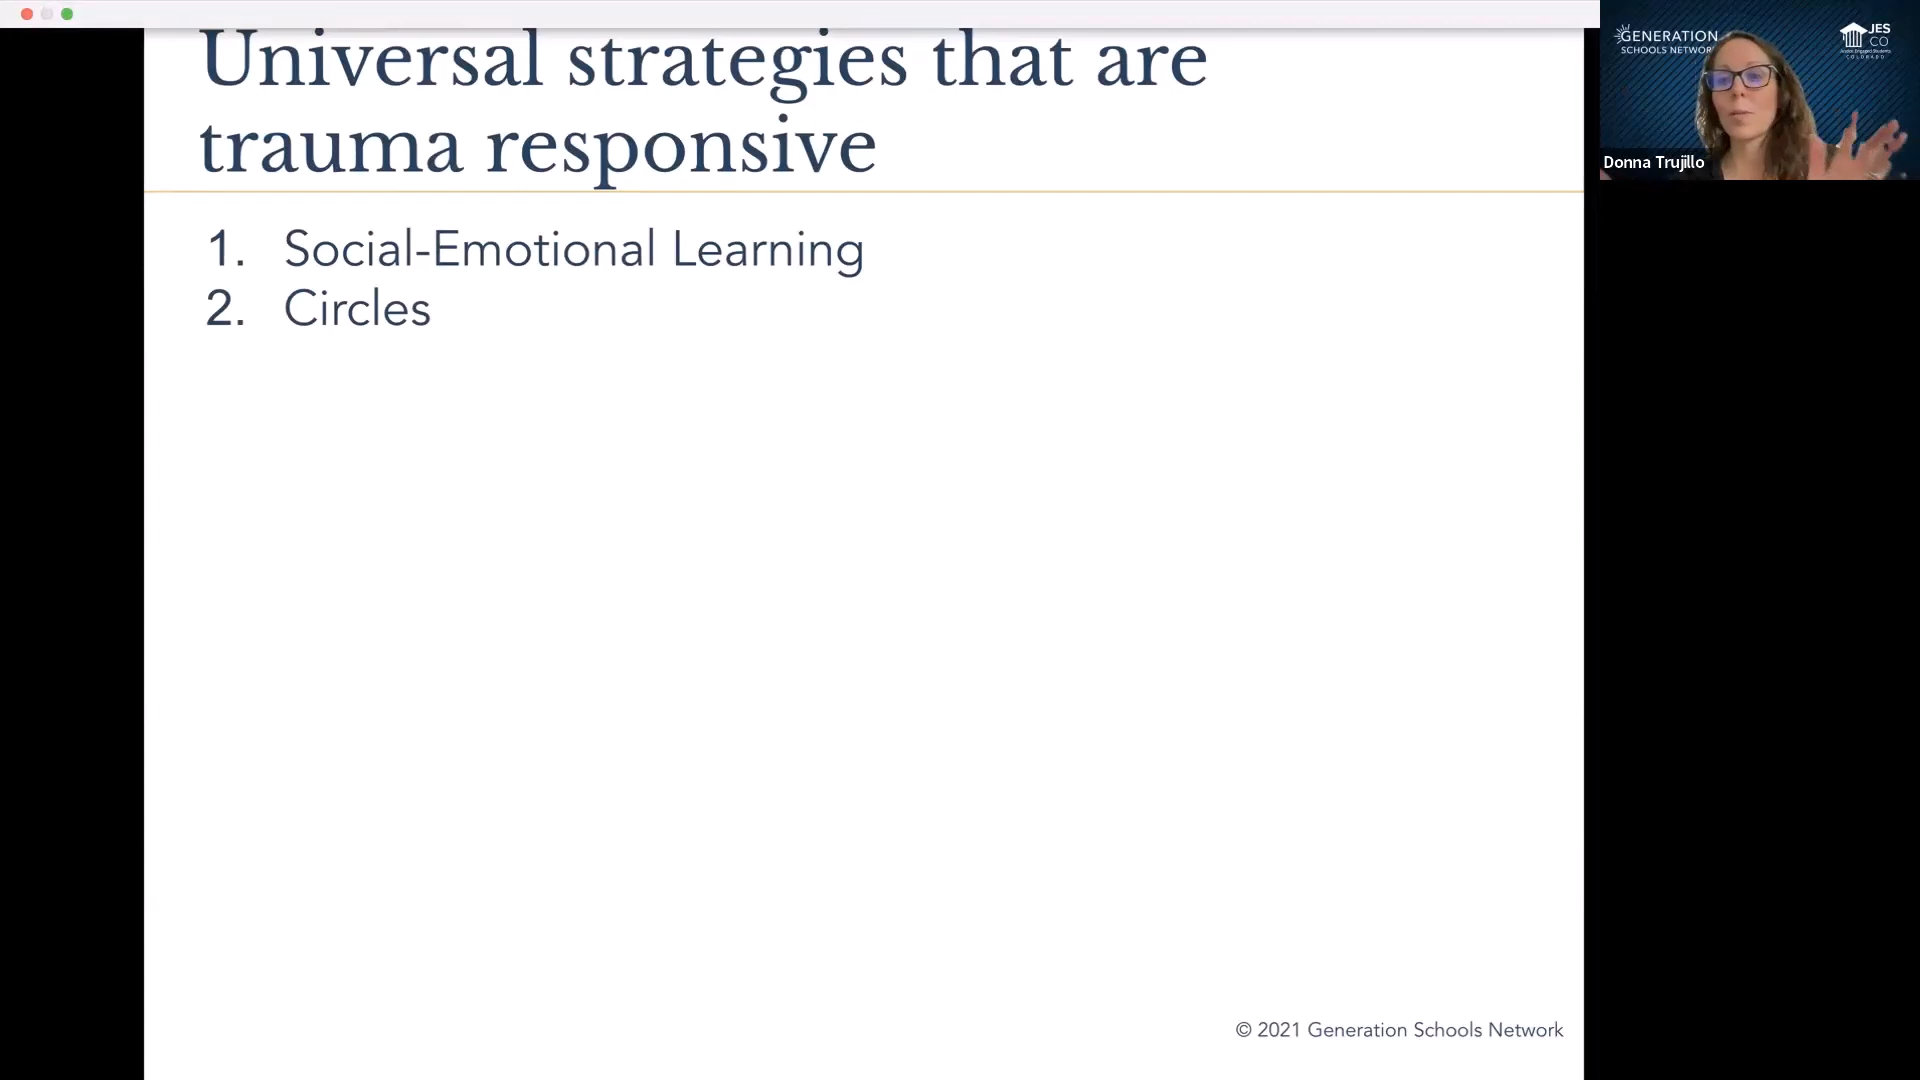 Universal strategies that are
trauma responsive
1. Social-Emotional Learning
2. Circles
© 2021 Generation Schools Network
GENERATION
SCHOOLS NETWOR
JES
CO
COLORADO
Donna Trujillo